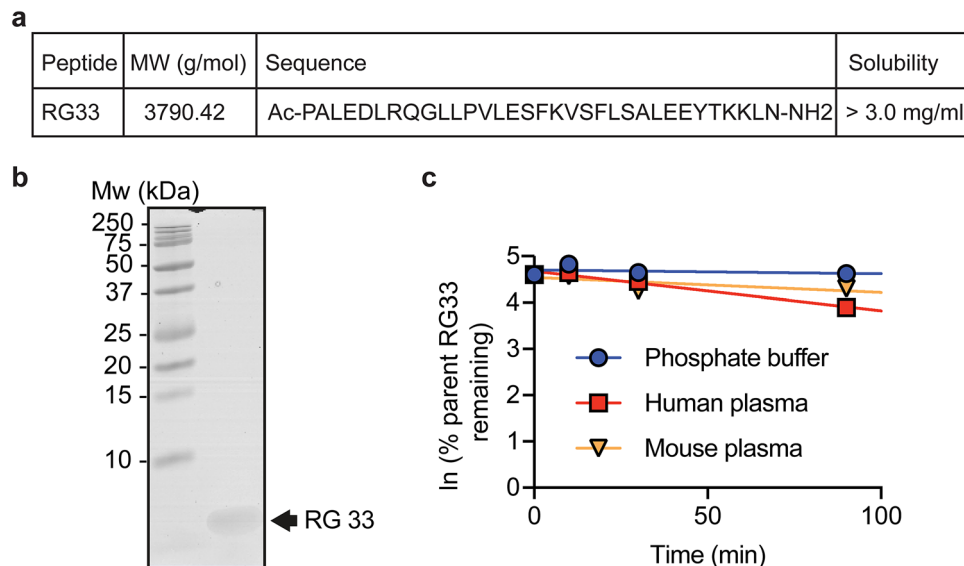 a
Peptide MW (g/mol) Sequence Solubility
RG33 3790.42 Ac-PALEDLRQGLLPVLESFKVSFLSALEEYTKKLN-NH2 > 3.0 mg/ml
b
Mw (kDa)
250
75
50
37
25
20
15
10
RG 33
c
ln (% parent RG33
remaining)
5
4
3
2
1
0
Phosphate buffer
Human plasma
Mouse plasma
0 50 100
Time (min)